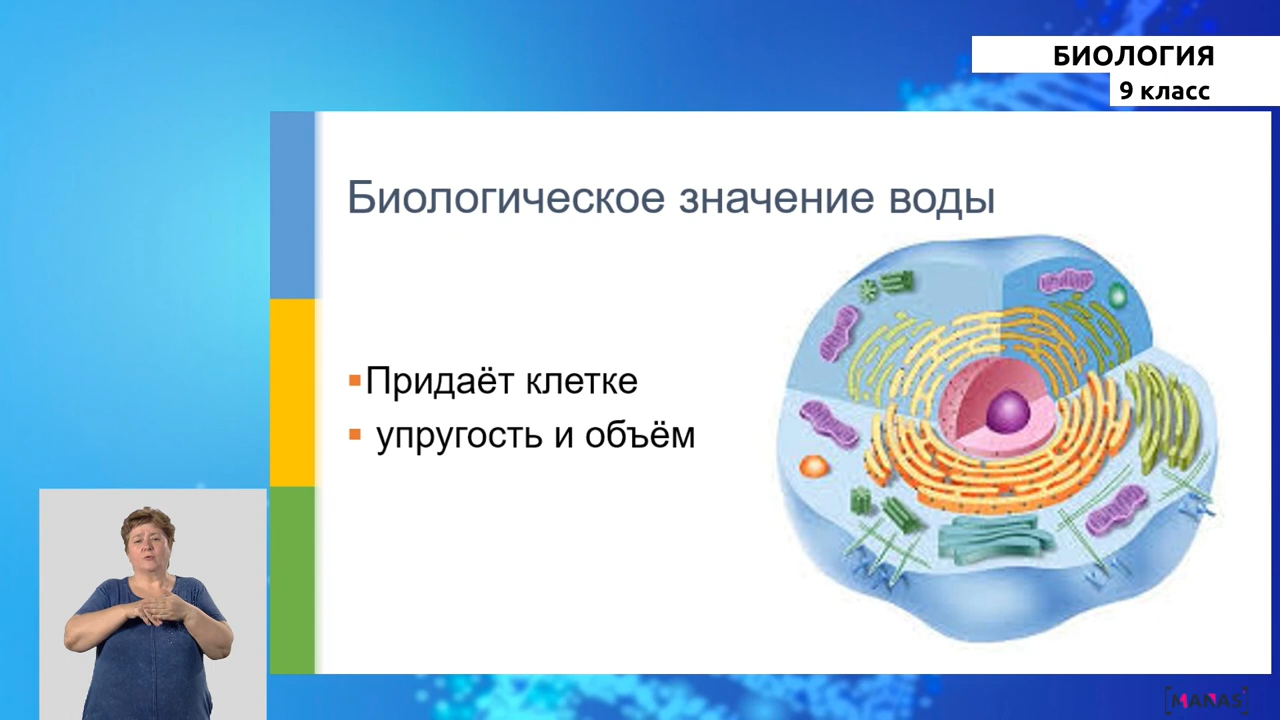 БИОЛОГИЯ
9 класс
Биологическое значение воды
▪Придаёт клетке
▪ упругость и объём
MANAS